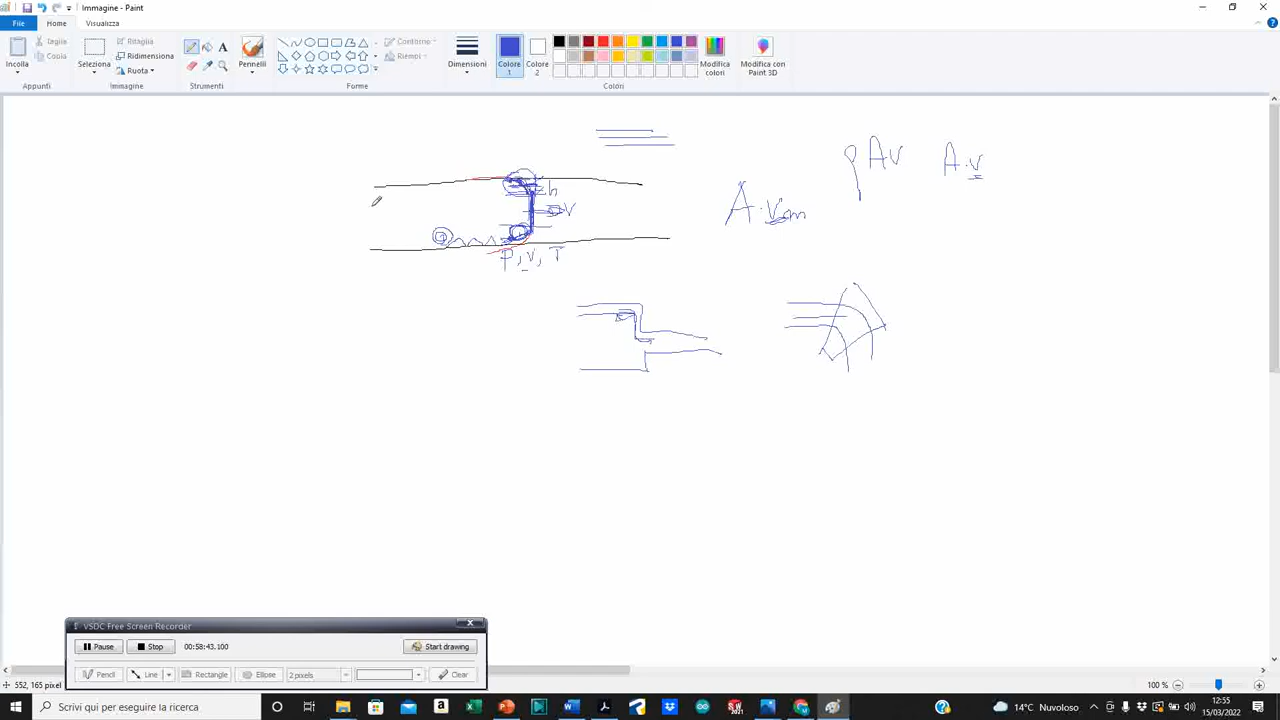 Immagine - Paint
File Home Visualizza
Incolla
Taglia
Copia
Appunti
Seleziona
Ritaglia
Ridimensiona
Ruota
Immagine
A
Strumenti
Pennelli
Contorno
Riempi
Forme
Dimensioni
Colore 1
Colore 2
Modifica colori
Modifica con Paint 3D
Colori
ρAv A·v
h
V
A·Vm
P, V, T
VSDC Free Screen Recorder
Pause Stop 00:58:43.100 Start drawing
Pencil Line Rectangle Ellipse 2 pixels Clear
552, 165 pixel
100 %
Scrivi qui per eseguire la ricerca
14°C Nuvoloso
12:55
15/03/2022